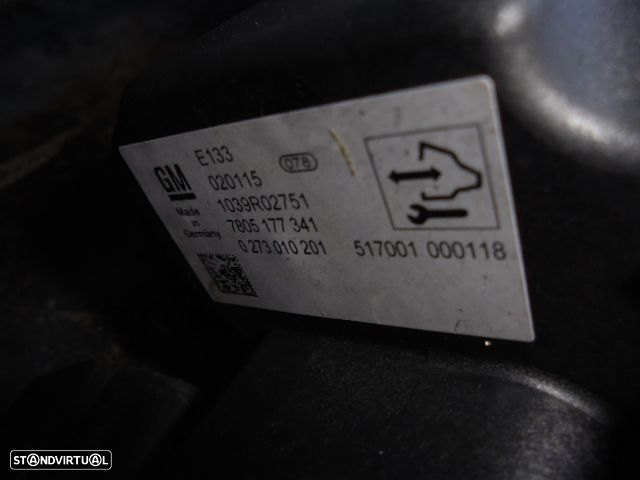 GM
E133
020115
078
1039R02751
Made in Germany
7805 177 341
0 273 010 201
517001 000118
STANDVIRTUAL